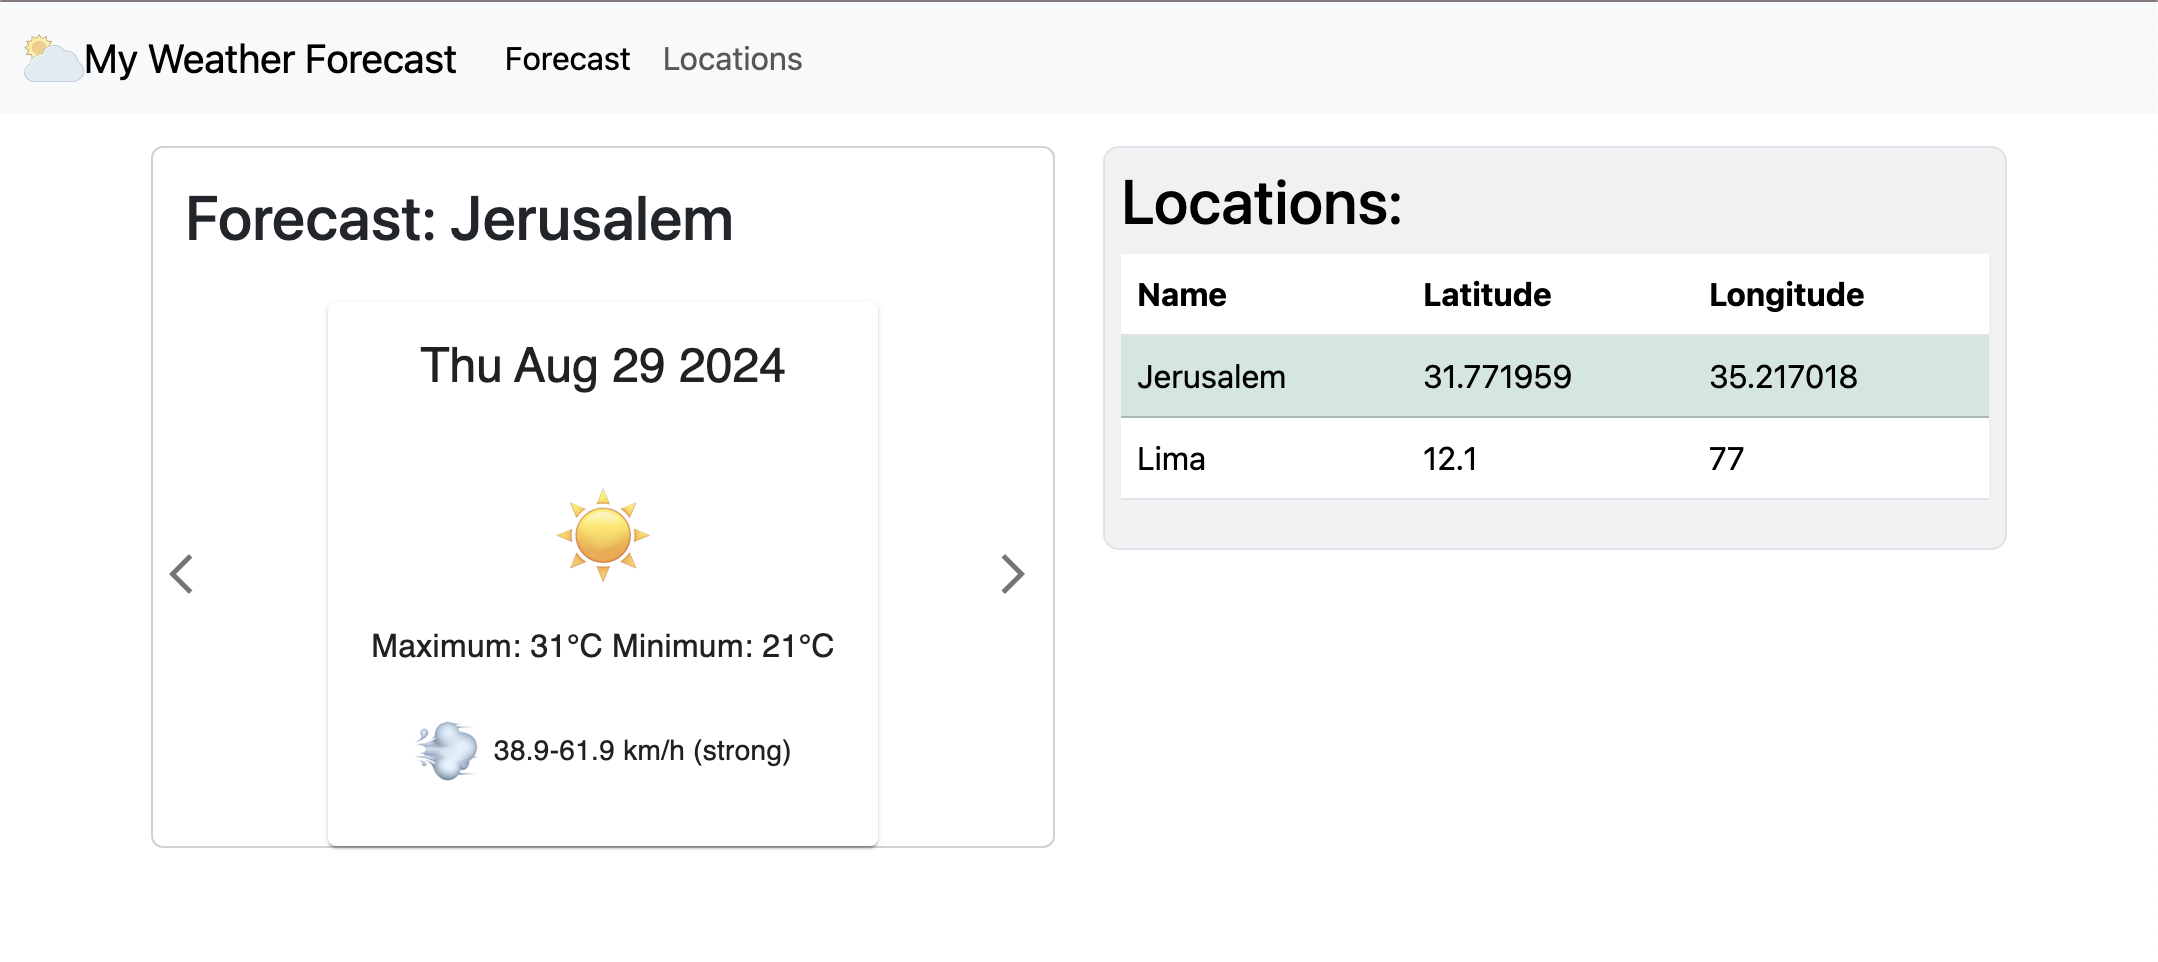 My Weather Forecast Forecast Locations
Forecast: Jerusalem
Thu Aug 29 2024
Maximum: 31°C Minimum: 21°C
38.9-61.9 km/h (strong)
Locations:
Name Latitude Longitude
Jerusalem 31.771959 35.217018
Lima 12.1 77